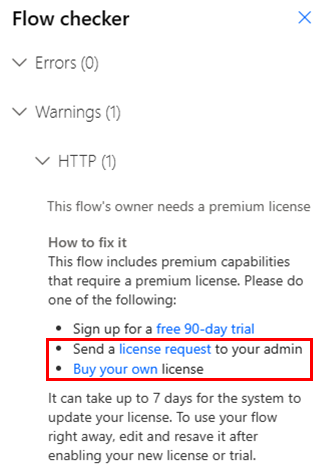 Flow checker
Errors (0)
Warnings (1)
HTTP (1)
This flow's owner needs a premium license
How to fix it
This flow includes premium capabilities
that require a premium license. Please do
one of the following:
• Sign up for a free 90-day trial
• Send a license request to your admin
• Buy your own license
It can take up to 7 days for the system to
update your license. To use your flow
right away, edit and resave it after
enabling your new license or trial.